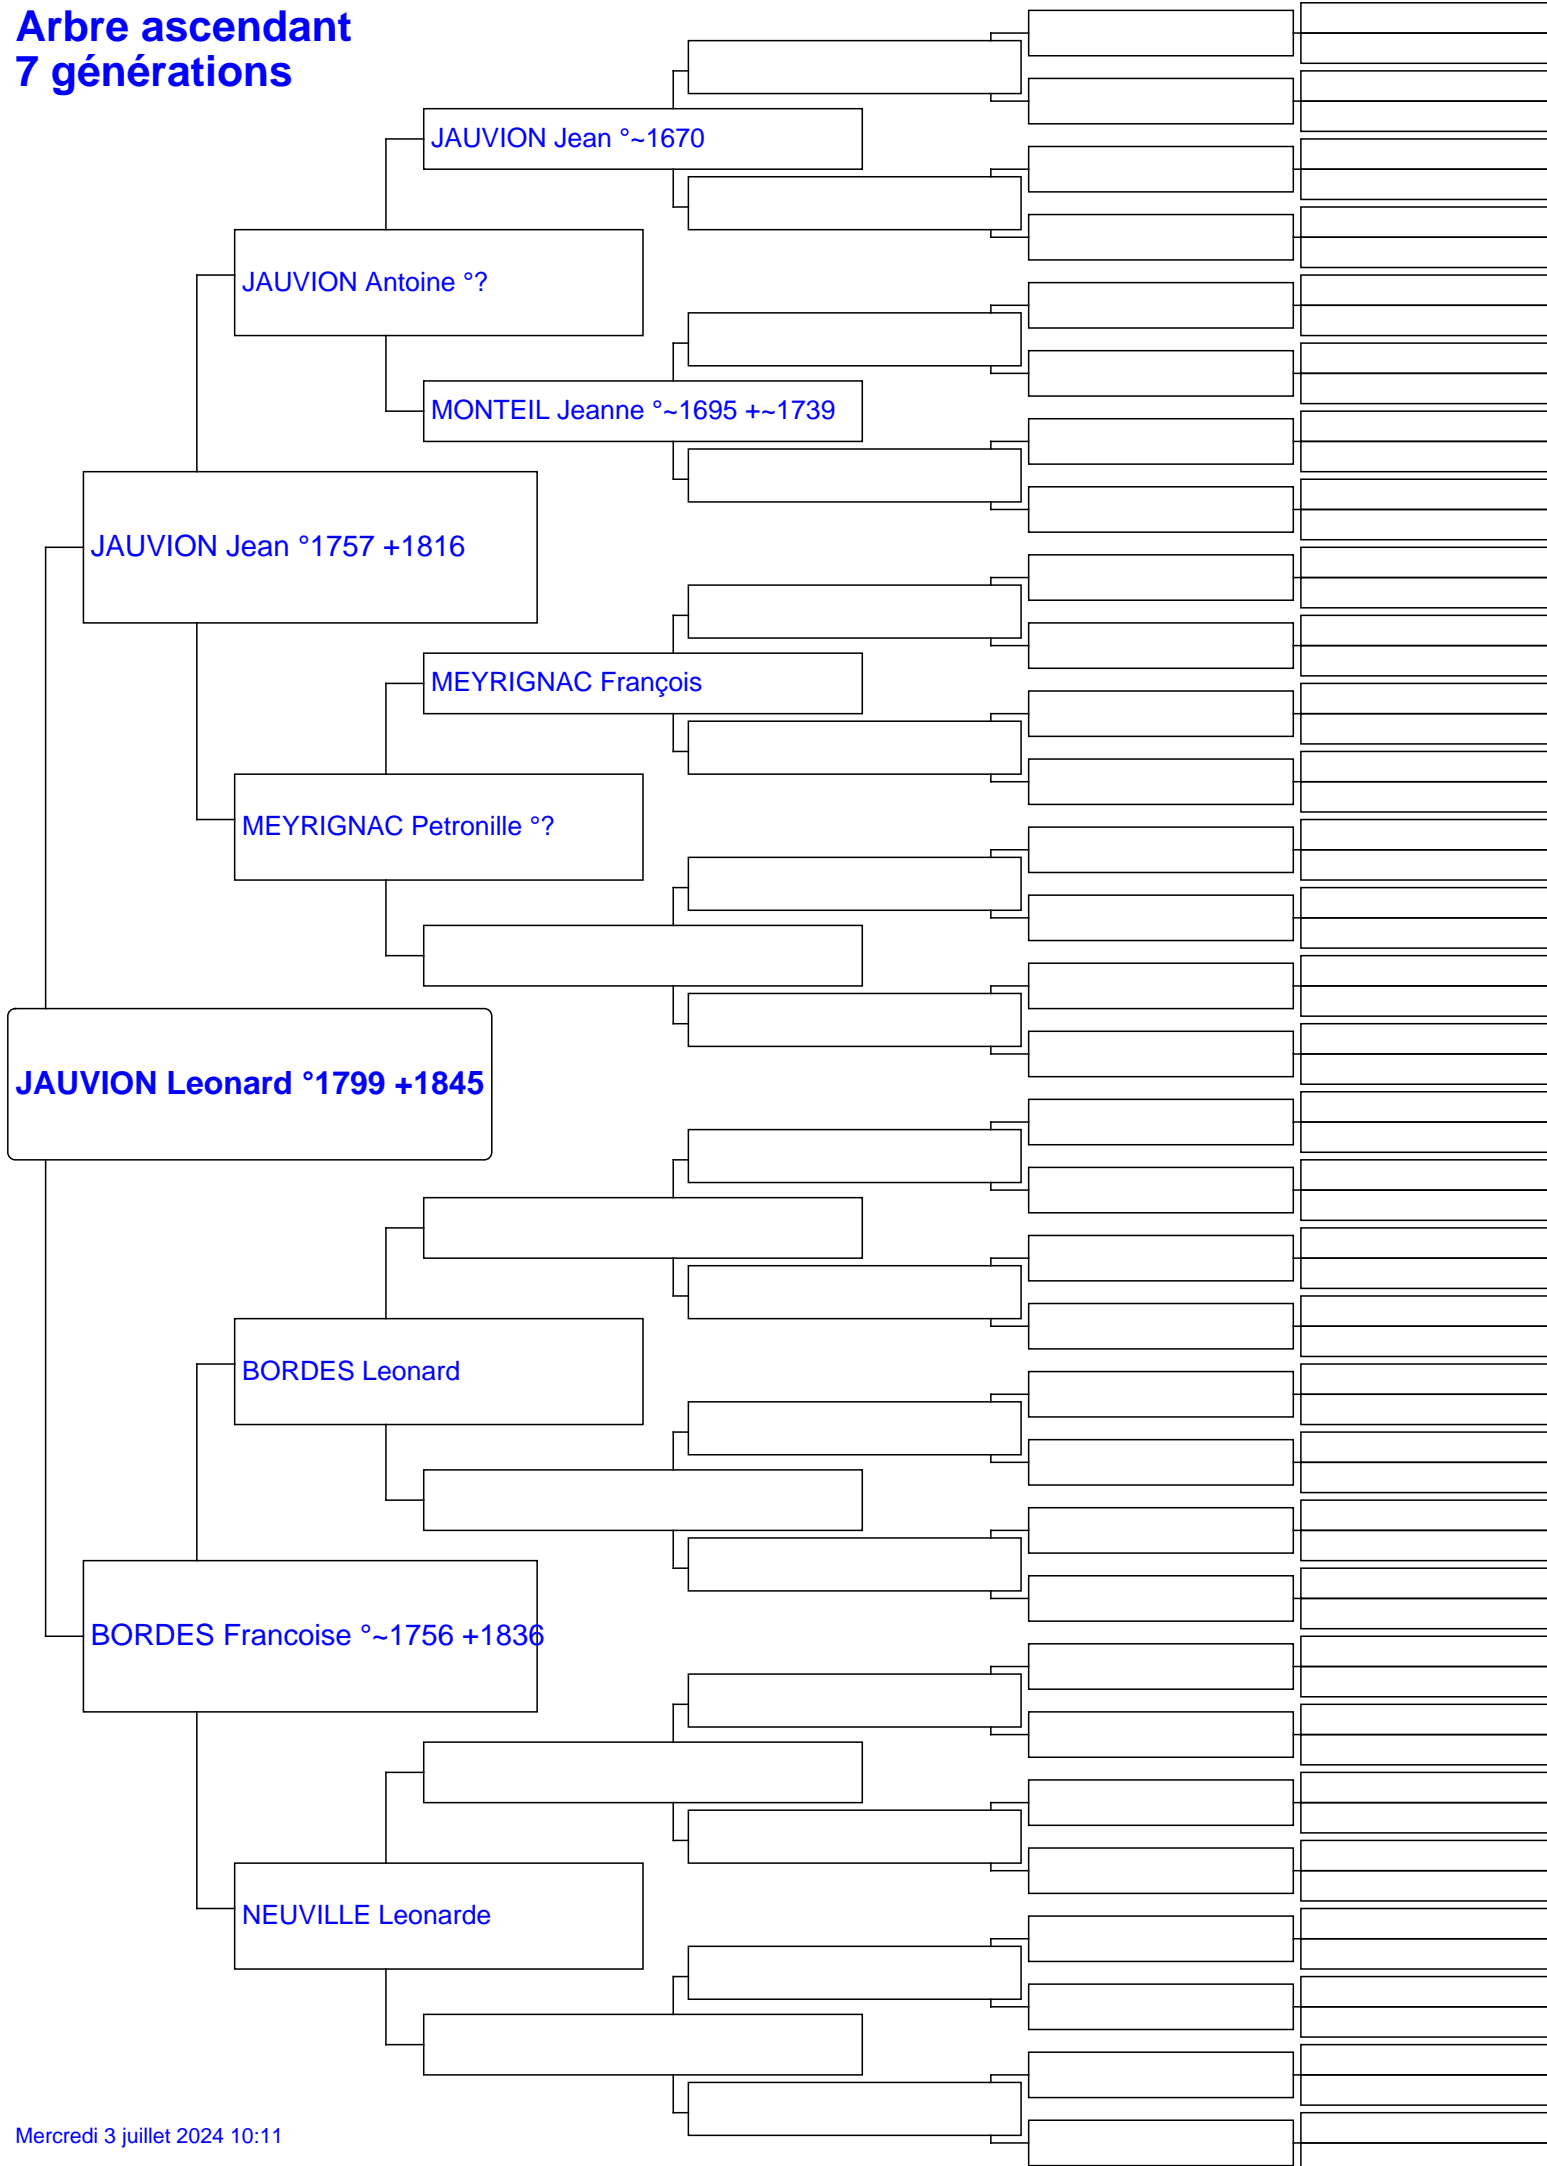 Arbre ascendant
7 générations
JAUVION Jean °~1670
JAUVION Antoine °?
MONTEIL Jeanne °~1695 +~1739
JAUVION Jean °1757 +1816
MEYRIGNAC François
MEYRIGNAC Petronille °?
JAUVION Leonard °1799 +1845
BORDES Leonard
BORDES Francoise °~1756 +1836
NEUVILLE Leonarde
Mercredi 3 juillet 2024 10:11